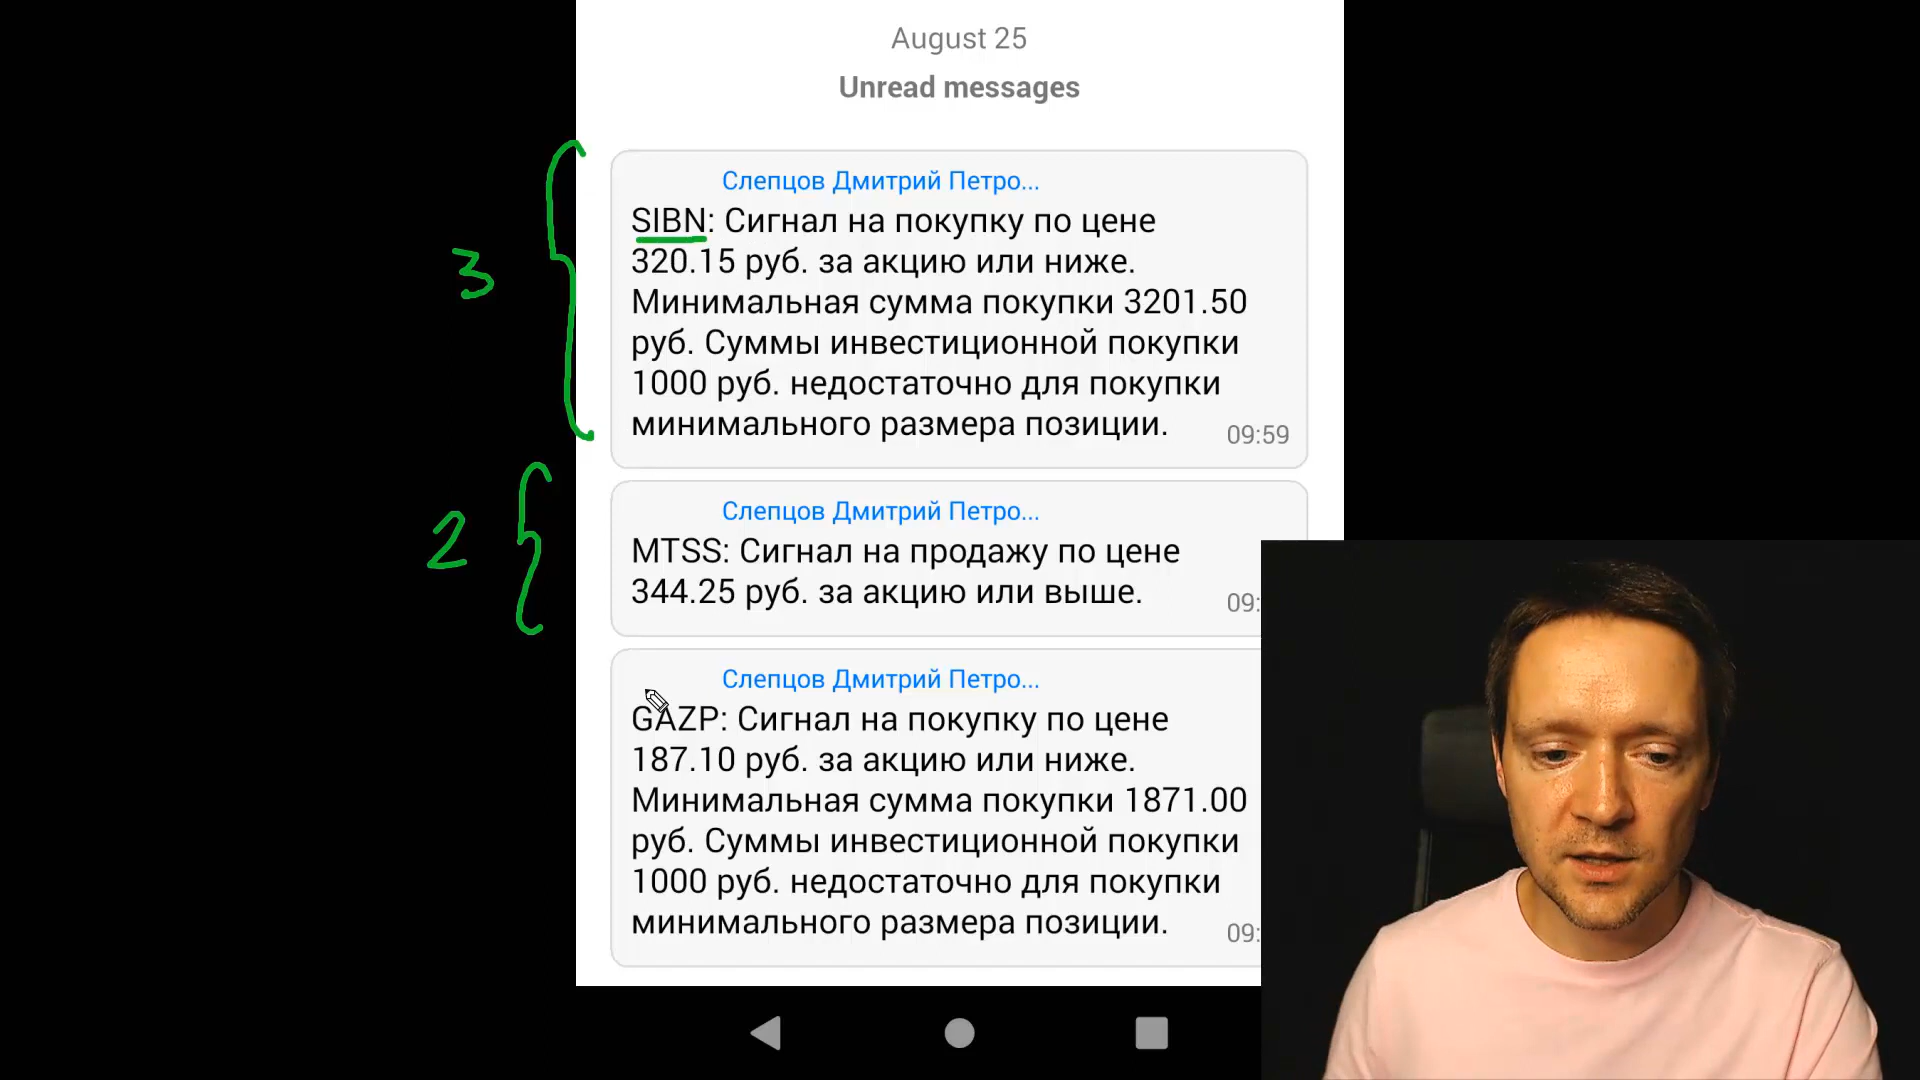 August 25
Unread messages
Слепцов Дмитрий Петро...
SIBN: Сигнал на покупку по цене
320.15 руб. за акцию или ниже.
Минимальная сумма покупки 3201.50
руб. Суммы инвестиционной покупки
1000 руб. недостаточно для покупки
минимального размера позиции.
09:59
3
Слепцов Дмитрий Петро...
MTSS: Сигнал на продажу по цене
344.25 руб. за акцию или выше.
09:
2
Слепцов Дмитрий Петро...
GAZP: Сигнал на покупку по цене
187.10 руб. за акцию или ниже.
Минимальная сумма покупки 1871.00
руб. Суммы инвестиционной покупки
1000 руб. недостаточно для покупки
минимального размера позиции.
09: